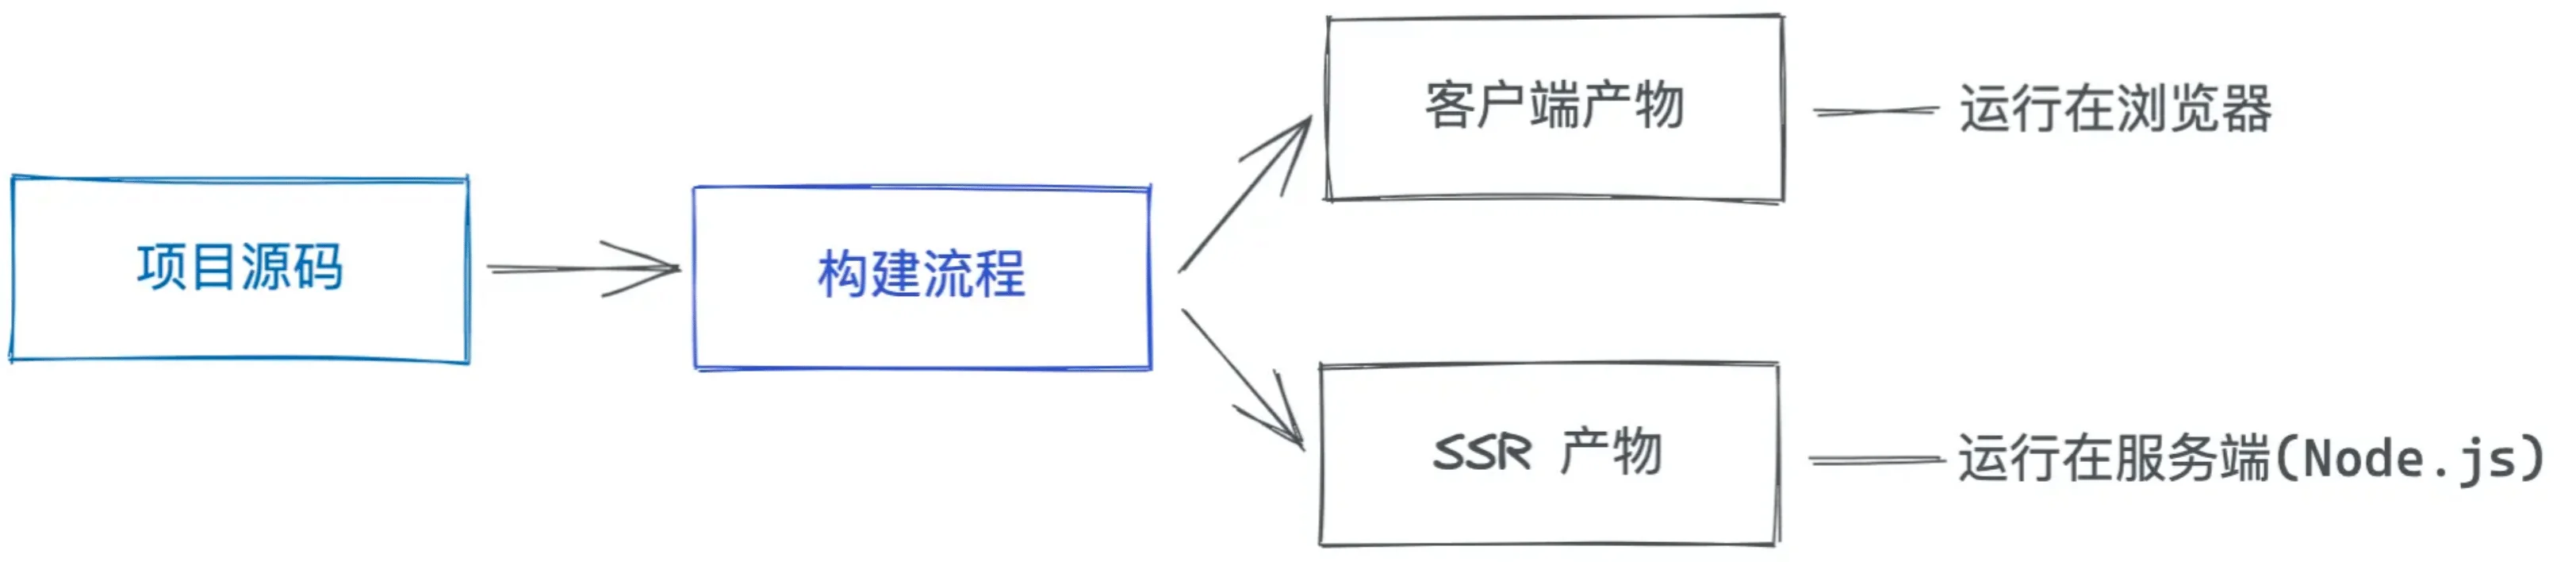 项目源码
构建流程
客户端产物
运行在浏览器
SSR 产物
运行在服务端(Node.js)